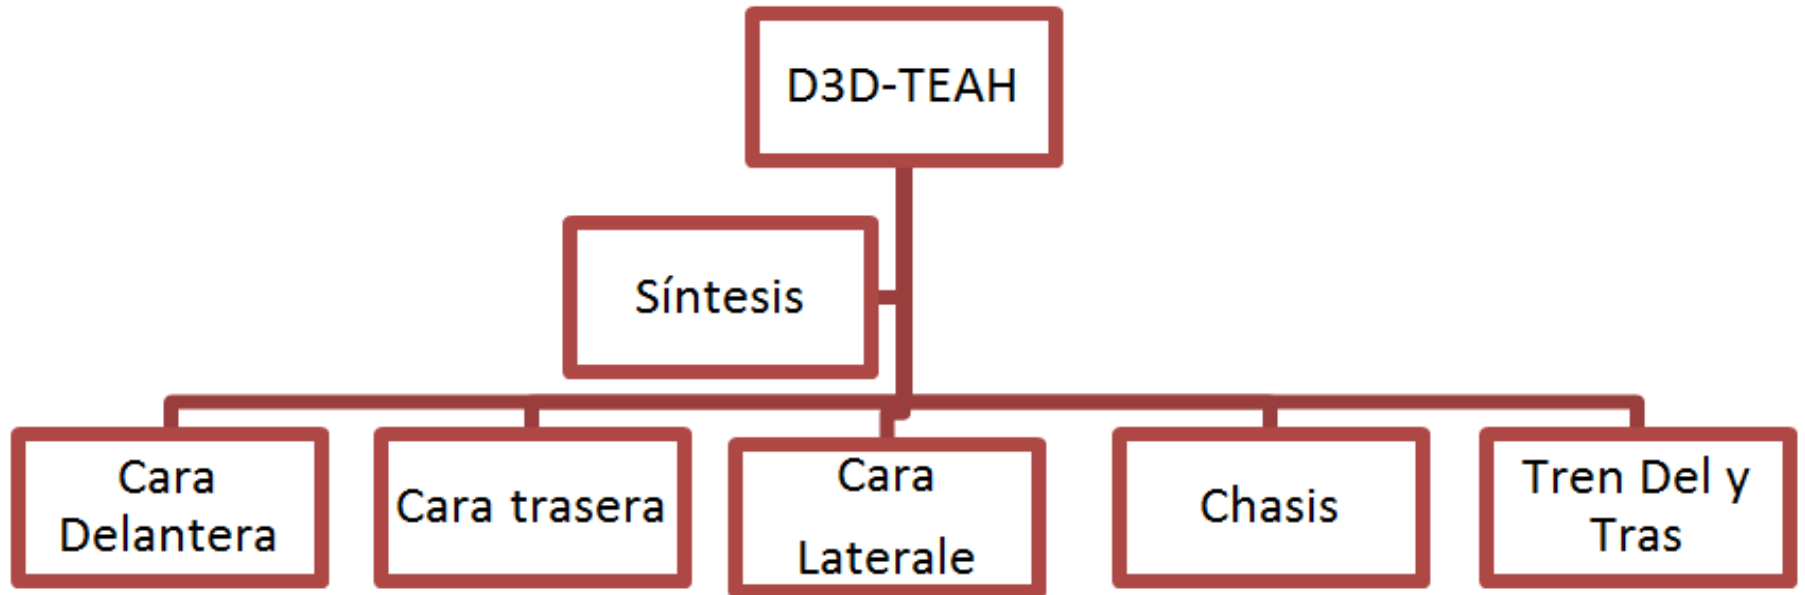 D3D-TEAH
Síntesis
Cara
Delantera
Cara trasera
Cara
Laterale
Chasis
Tren Del y
Tras